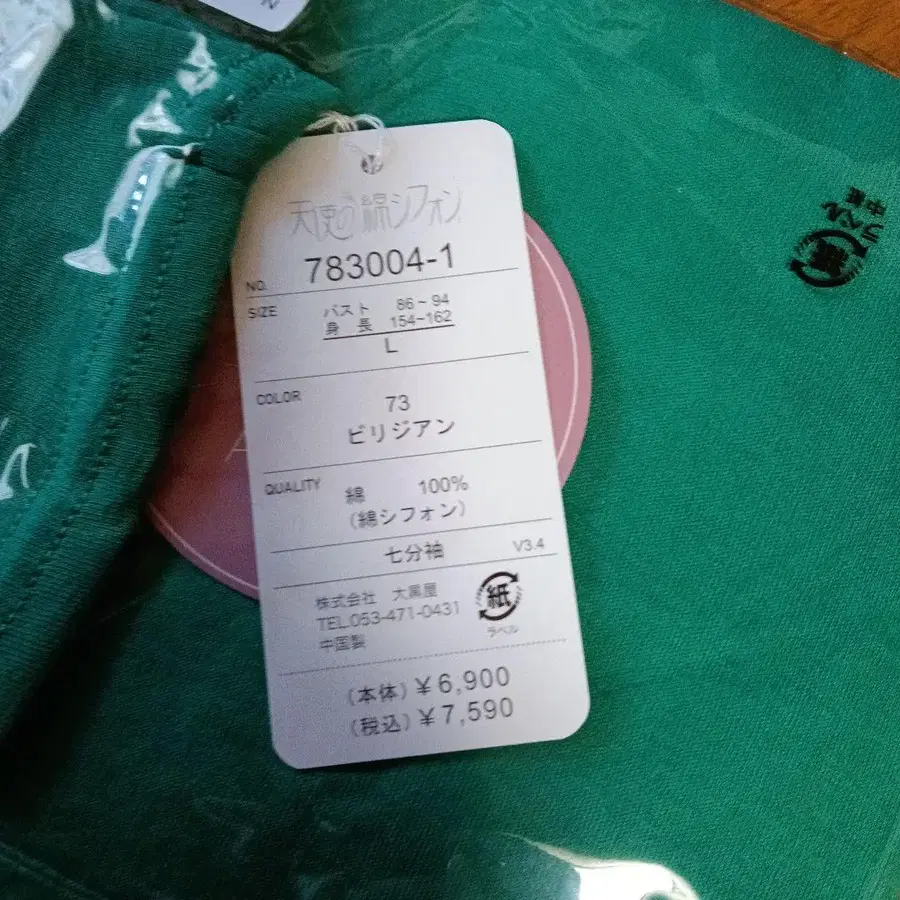 天使の綿シフォン
NO. 783004-1
SIZE バスト 86~94
身長 154~162
L
COLOR 73
ビリジアン
QUALITY 綿 100%
(綿シフォン)
七分袖 V3.4
株式会社 大黒屋
TEL.053-471-0431
中国製
紙
ラベル
(本体) ¥6,900
(税込) ¥7,590
A
紙